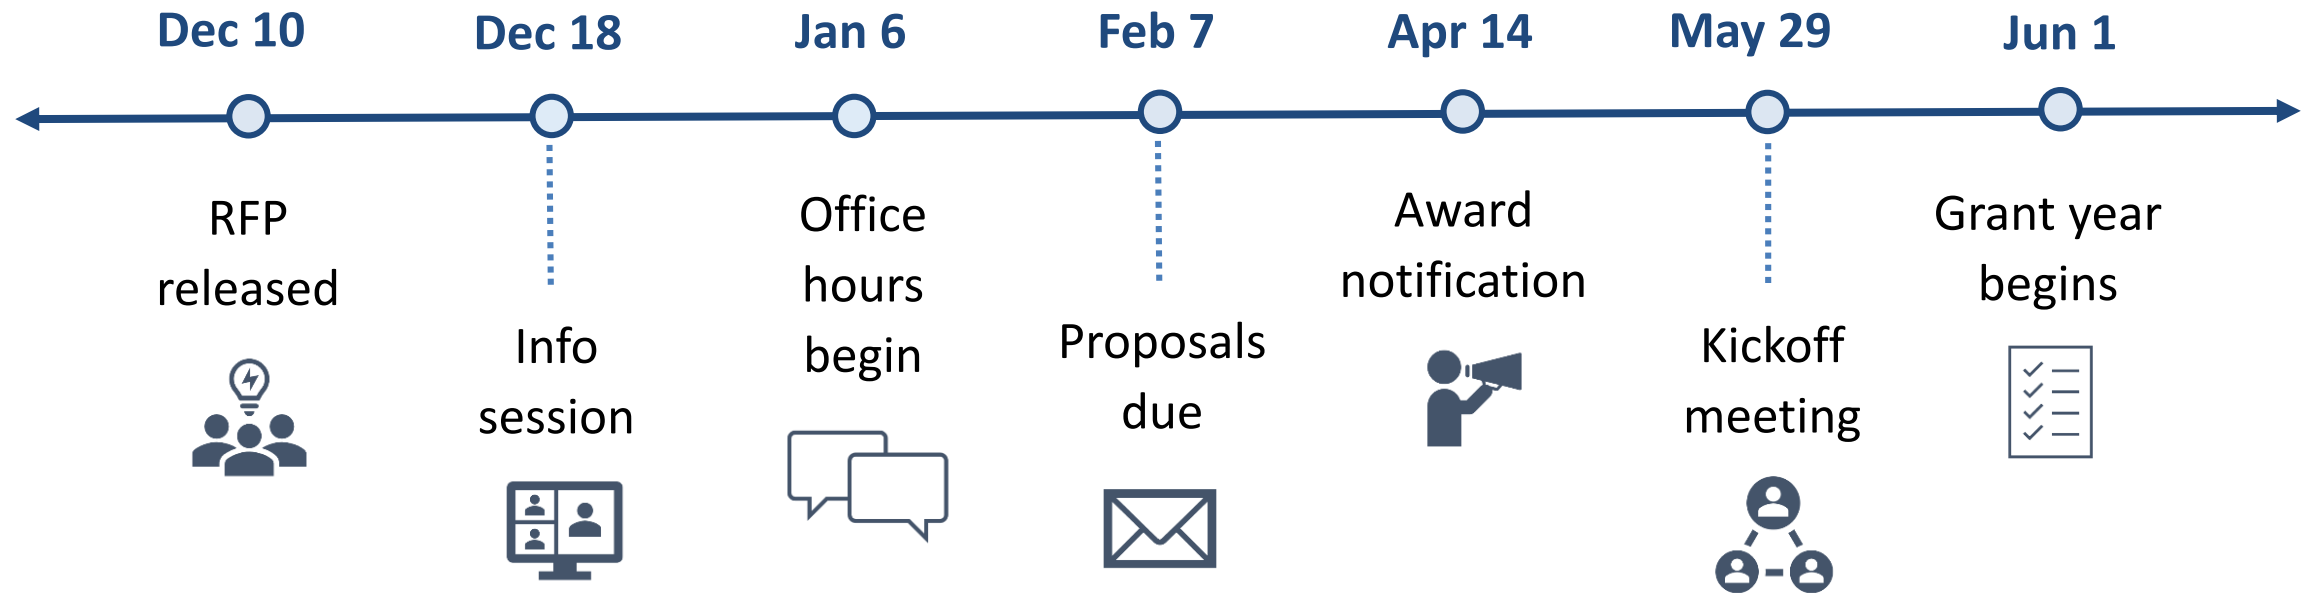 Dec 10
Dec 18
Jan 6
Feb 7
Apr 14
May 29
Jun 1
RFP
released
Info
session
Office
hours
begin
Proposals
due
Award
notification
Kickoff
meeting
Grant year
begins